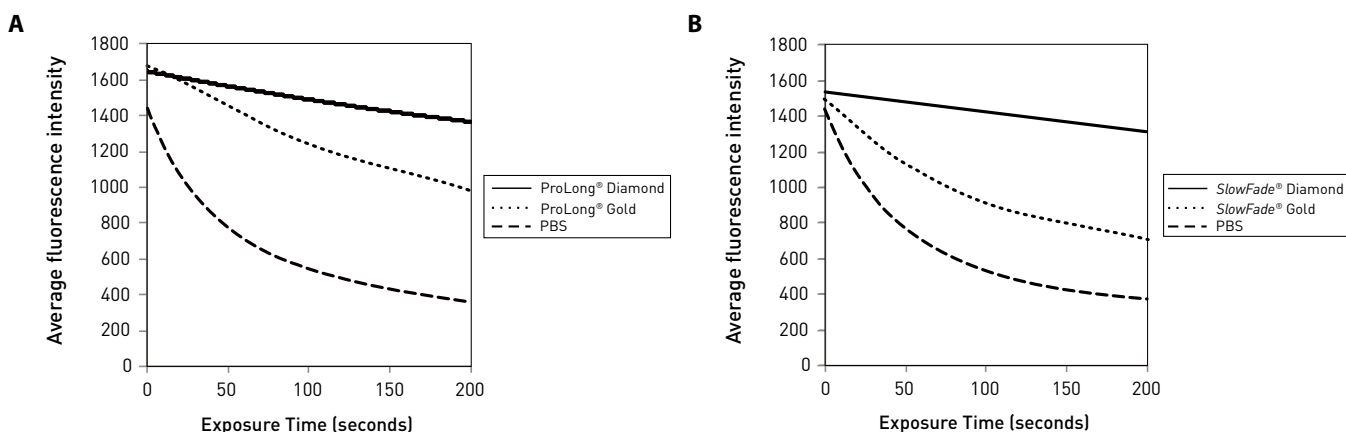 A
Average fluorescence intensity
1800
1600
1400
1200
1000
800
600
400
200
0
0 50 100 150 200
Exposure Time (seconds)
ProLong® Diamond
ProLong® Gold
PBS
B
Average fluorescence intensity
1800
1600
1400
1200
1000
800
600
400
200
0
0 50 100 150 200
Exposure Time (seconds)
SlowFade® Diamond
SlowFade® Gold
PBS